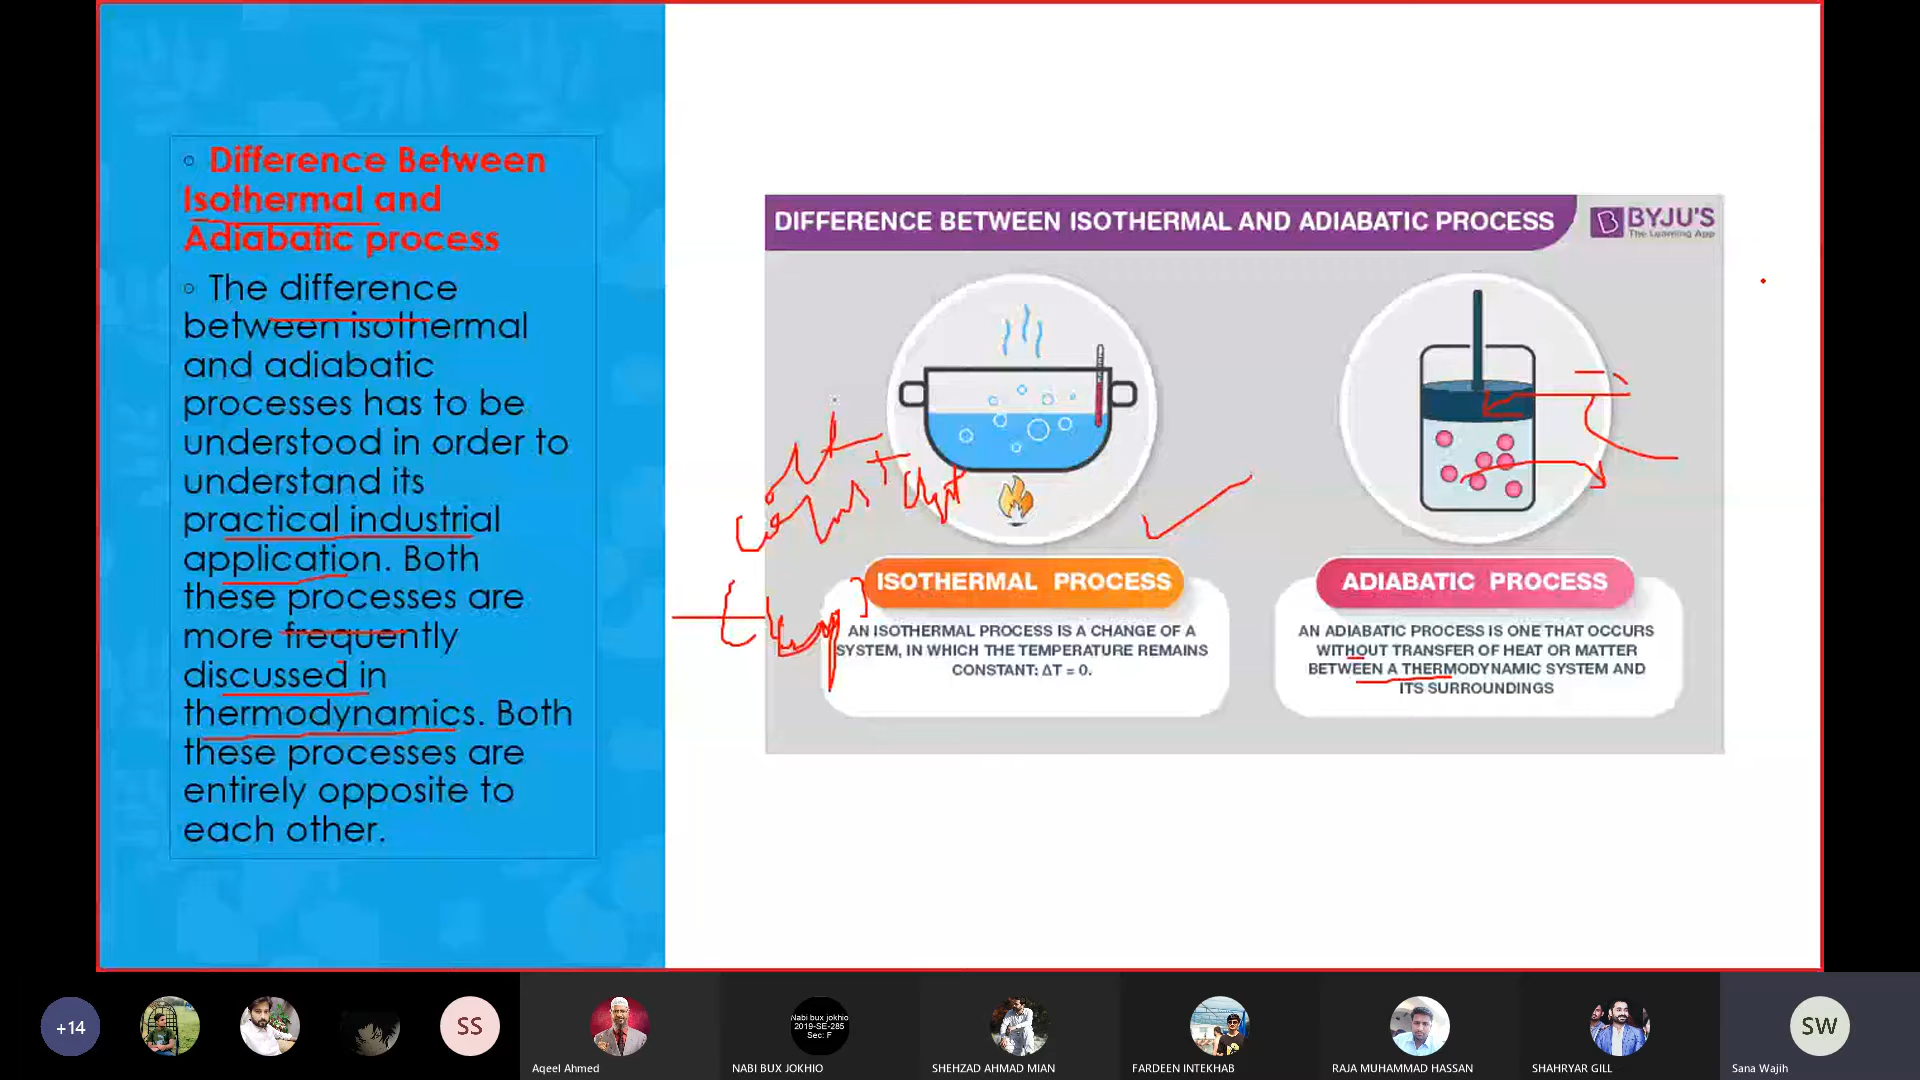 Difference Between
Isothermal and
Adiabatic process
The difference
between isothermal
and adiabatic
processes has to be
understood in order to
understand its
practical industrial
application. Both
these processes are
more frequently
discussed in
thermodynamics. Both
these processes are
entirely opposite to
each other.
DIFFERENCE BETWEEN ISOTHERMAL AND ADIABATIC PROCESS
BYJU'S
The Learning App
ISOTHERMAL PROCESS
AN ISOTHERMAL PROCESS IS A CHANGE OF A
SYSTEM, IN WHICH THE TEMPERATURE REMAINS
CONSTANT: ΔT = 0.
ADIABATIC PROCESS
AN ADIABATIC PROCESS IS ONE THAT OCCURS
WITHOUT TRANSFER OF HEAT OR MATTER
BETWEEN A THERMODYNAMIC SYSTEM AND
ITS SURROUNDINGS
+14
SS
Aqeel Ahmed
Nabi bux jokhio
2019-SE-285
Sec: F
NABI BUX JOKHIO
SHEHZAD AHMAD MIAN
FARDEEN INTEKHAB
RAJA MUHAMMAD HASSAN
SHAHRYAR GILL
SW
Sana Wajih